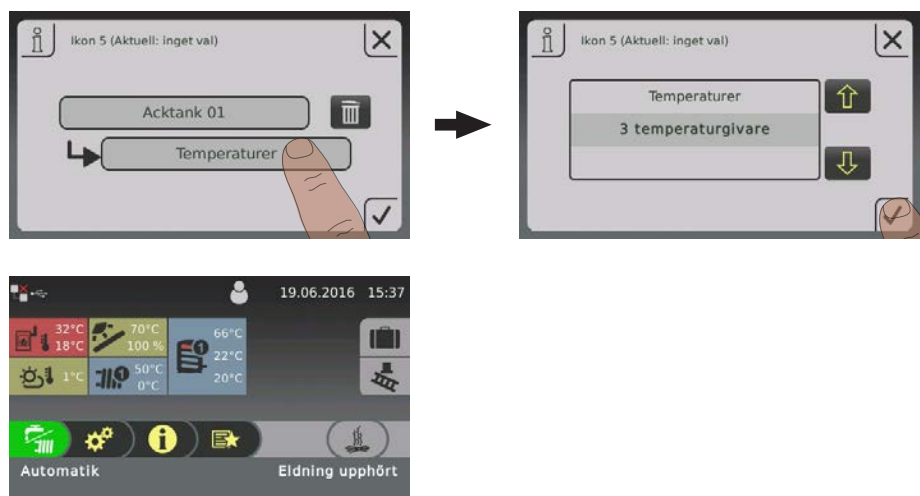 Ikon 5 (Aktuell: inget val)
Acktank 01
Temperaturer
Ikon 5 (Aktuell: inget val)
Temperaturer
3 temperaturgivare
19.06.2016 15:37
32°C 70°C 66°C
18°C 100 % 22°C
1°C 50°C 20°C
0°C
Automatik Eldning upphört